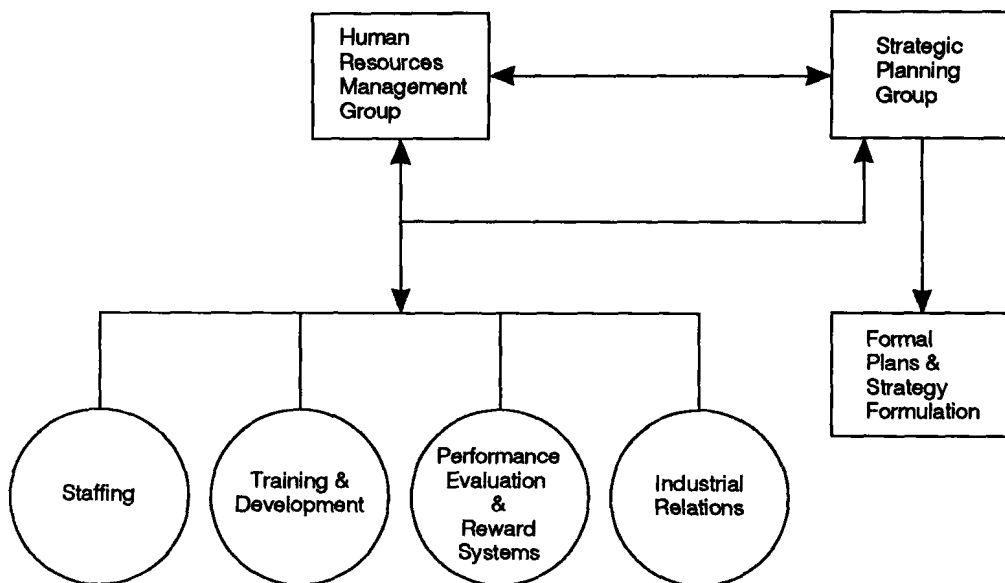 Human
Resources
Management
Group
Strategic
Planning
Group
Formal
Plans &
Strategy
Formulation
Staffing
Training &
Development
Performance
Evaluation
&
Reward
Systems
Industrial
Relations